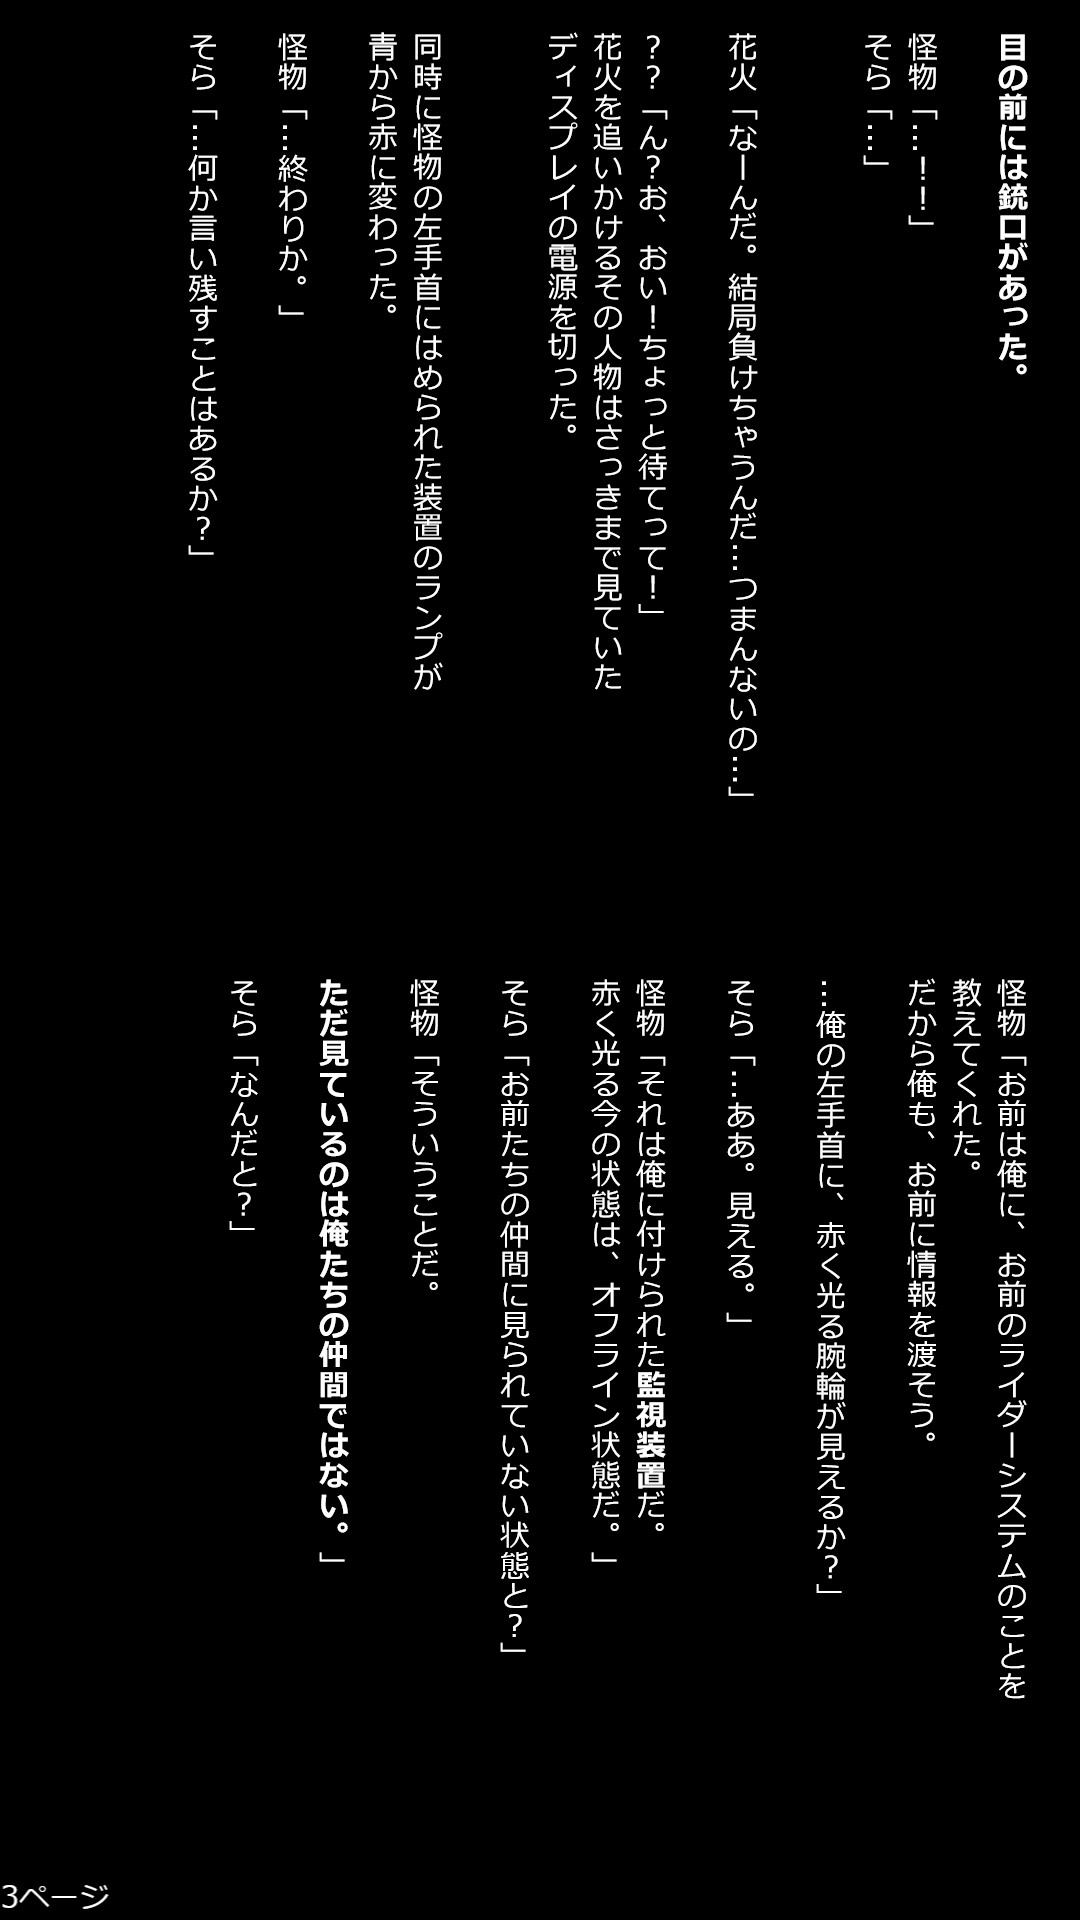 目の前には銃口があった。
怪物「…！！」
そら「…」
花火「なーんだ。結局負けちゃうんだ…つまんないの…」
？？「ん？お、おい！ちょっと待てって！」
花火を追いかけるその人物はさっきまで見ていた
ディスプレイの電源を切った。
同時に怪物の左手首にはめられた装置のランプが
青から赤に変わった。
怪物「…終わりか。」
そら「…何か言い残すことはあるか？」
怪物「お前は俺に、お前のライダーシステムのことを
教えてくれた。
だから俺も、お前に情報を渡そう。
…俺の左手首に、赤く光る腕輪が見えるか？」
そら「…ああ。見える。」
怪物「それは俺に付けられた監視装置だ。
赤く光る今の状態は、オフライン状態だ。」
そら「お前たちの仲間に見られていない状態と？」
怪物「そういうことだ。
ただ見ているのは俺たちの仲間ではない。」
そら「なんだと？」
3ページ